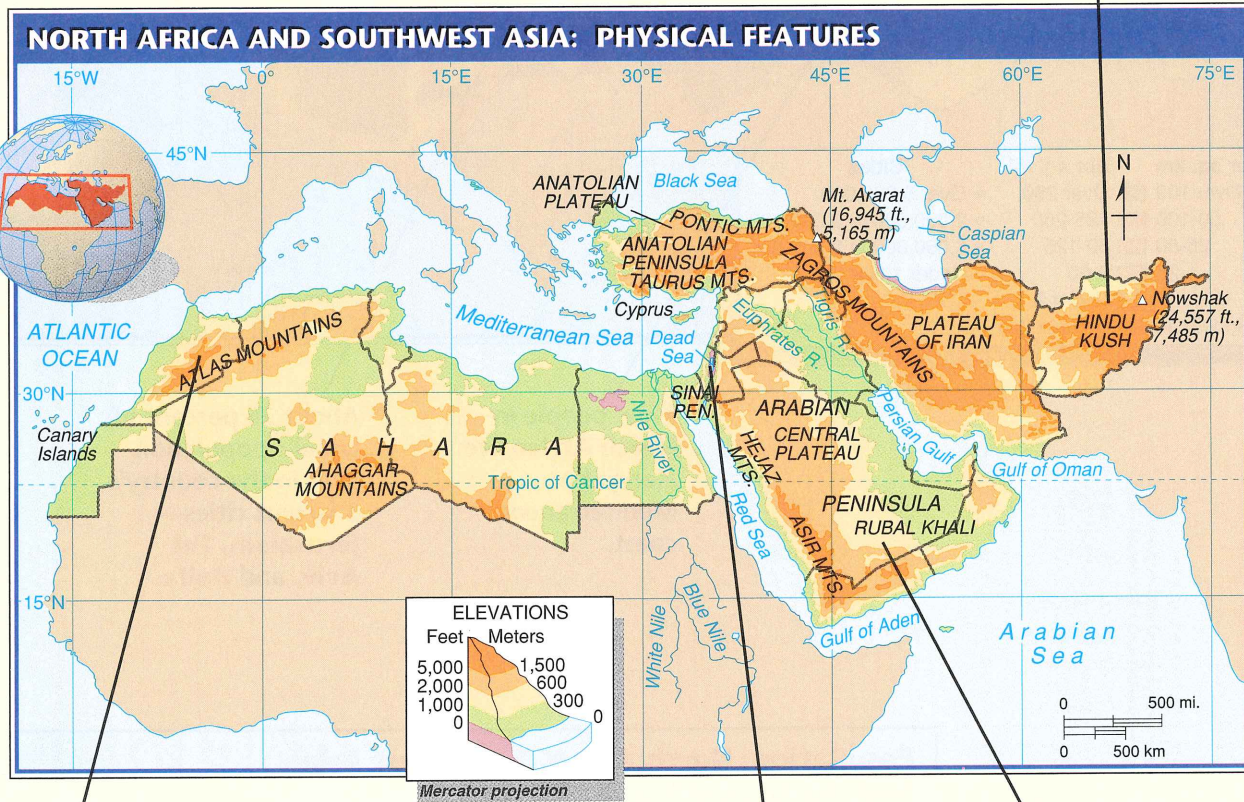 NORTH AFRICA AND SOUTHWEST ASIA: PHYSICAL FEATURES
15°W
0°
15°E
30°E
45°E
60°E
75°E
45°N
N
ANATOLIAN
PLATEAU
Black Sea
Mt. Ararat
(16,945 ft.,
5,165 m)
PONTIC MTS.
Caspian
Sea
ANATOLIAN
PENINSULA
TAURUS MTS.
ZAGROS MOUNTAINS
Nowshak
(24,557 ft.,
7,485 m)
ATLANTIC
OCEAN
ATLAS MOUNTAINS
Mediterranean Sea
Cyprus
Dead
Sea
Euphrates R.
Tigris R.
PLATEAU
OF IRAN
HINDU
KUSH
30°N
SINAI
PEN.
Canary
Islands
SAHARA
AHAGGAR
MOUNTAINS
Nile River
Tropic of Cancer
ARABIAN
CENTRAL
PLATEAU
HEJAZ
MTS.
Persian Gulf
Gulf of Oman
PENINSULA
RUBAL KHALI
Red Sea
ASIR MTS.
15°N
White Nile
Blue Nile
Gulf of Aden
Arabian
Sea
ELEVATIONS
Feet Meters
5,000 1,500
2,000 600
1,000 300
0 0
0 500 mi.
0 500 km
Mercator projection